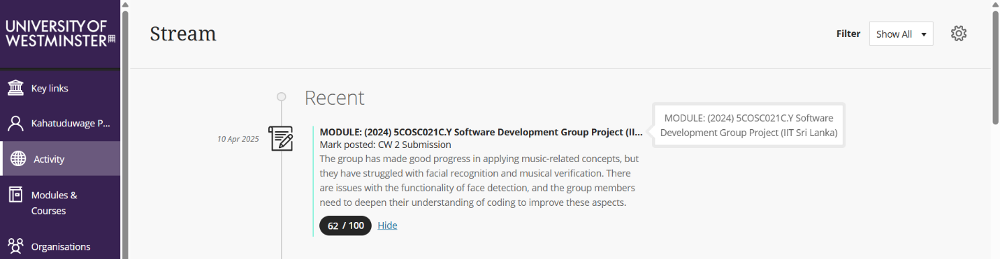 UNIVERSITY OF
WESTMINSTER
Key links
Kahatuduwage P...
Activity
Modules &
Courses
Organisations
Stream
Filter
Show All
Recent
10 Apr 2025
MODULE: (2024) 5COSC021C.Y Software Development Group Project (II...
Mark posted: CW 2 Submission
The group has made good progress in applying music-related concepts, but
they have struggled with facial recognition and musical verification. There
are issues with the functionality of face detection, and the group members
need to deepen their understanding of coding to improve these aspects.
62 / 100
Hide
MODULE: (2024) 5COSC021C.Y Software
Development Group Project (IIT Sri Lanka)